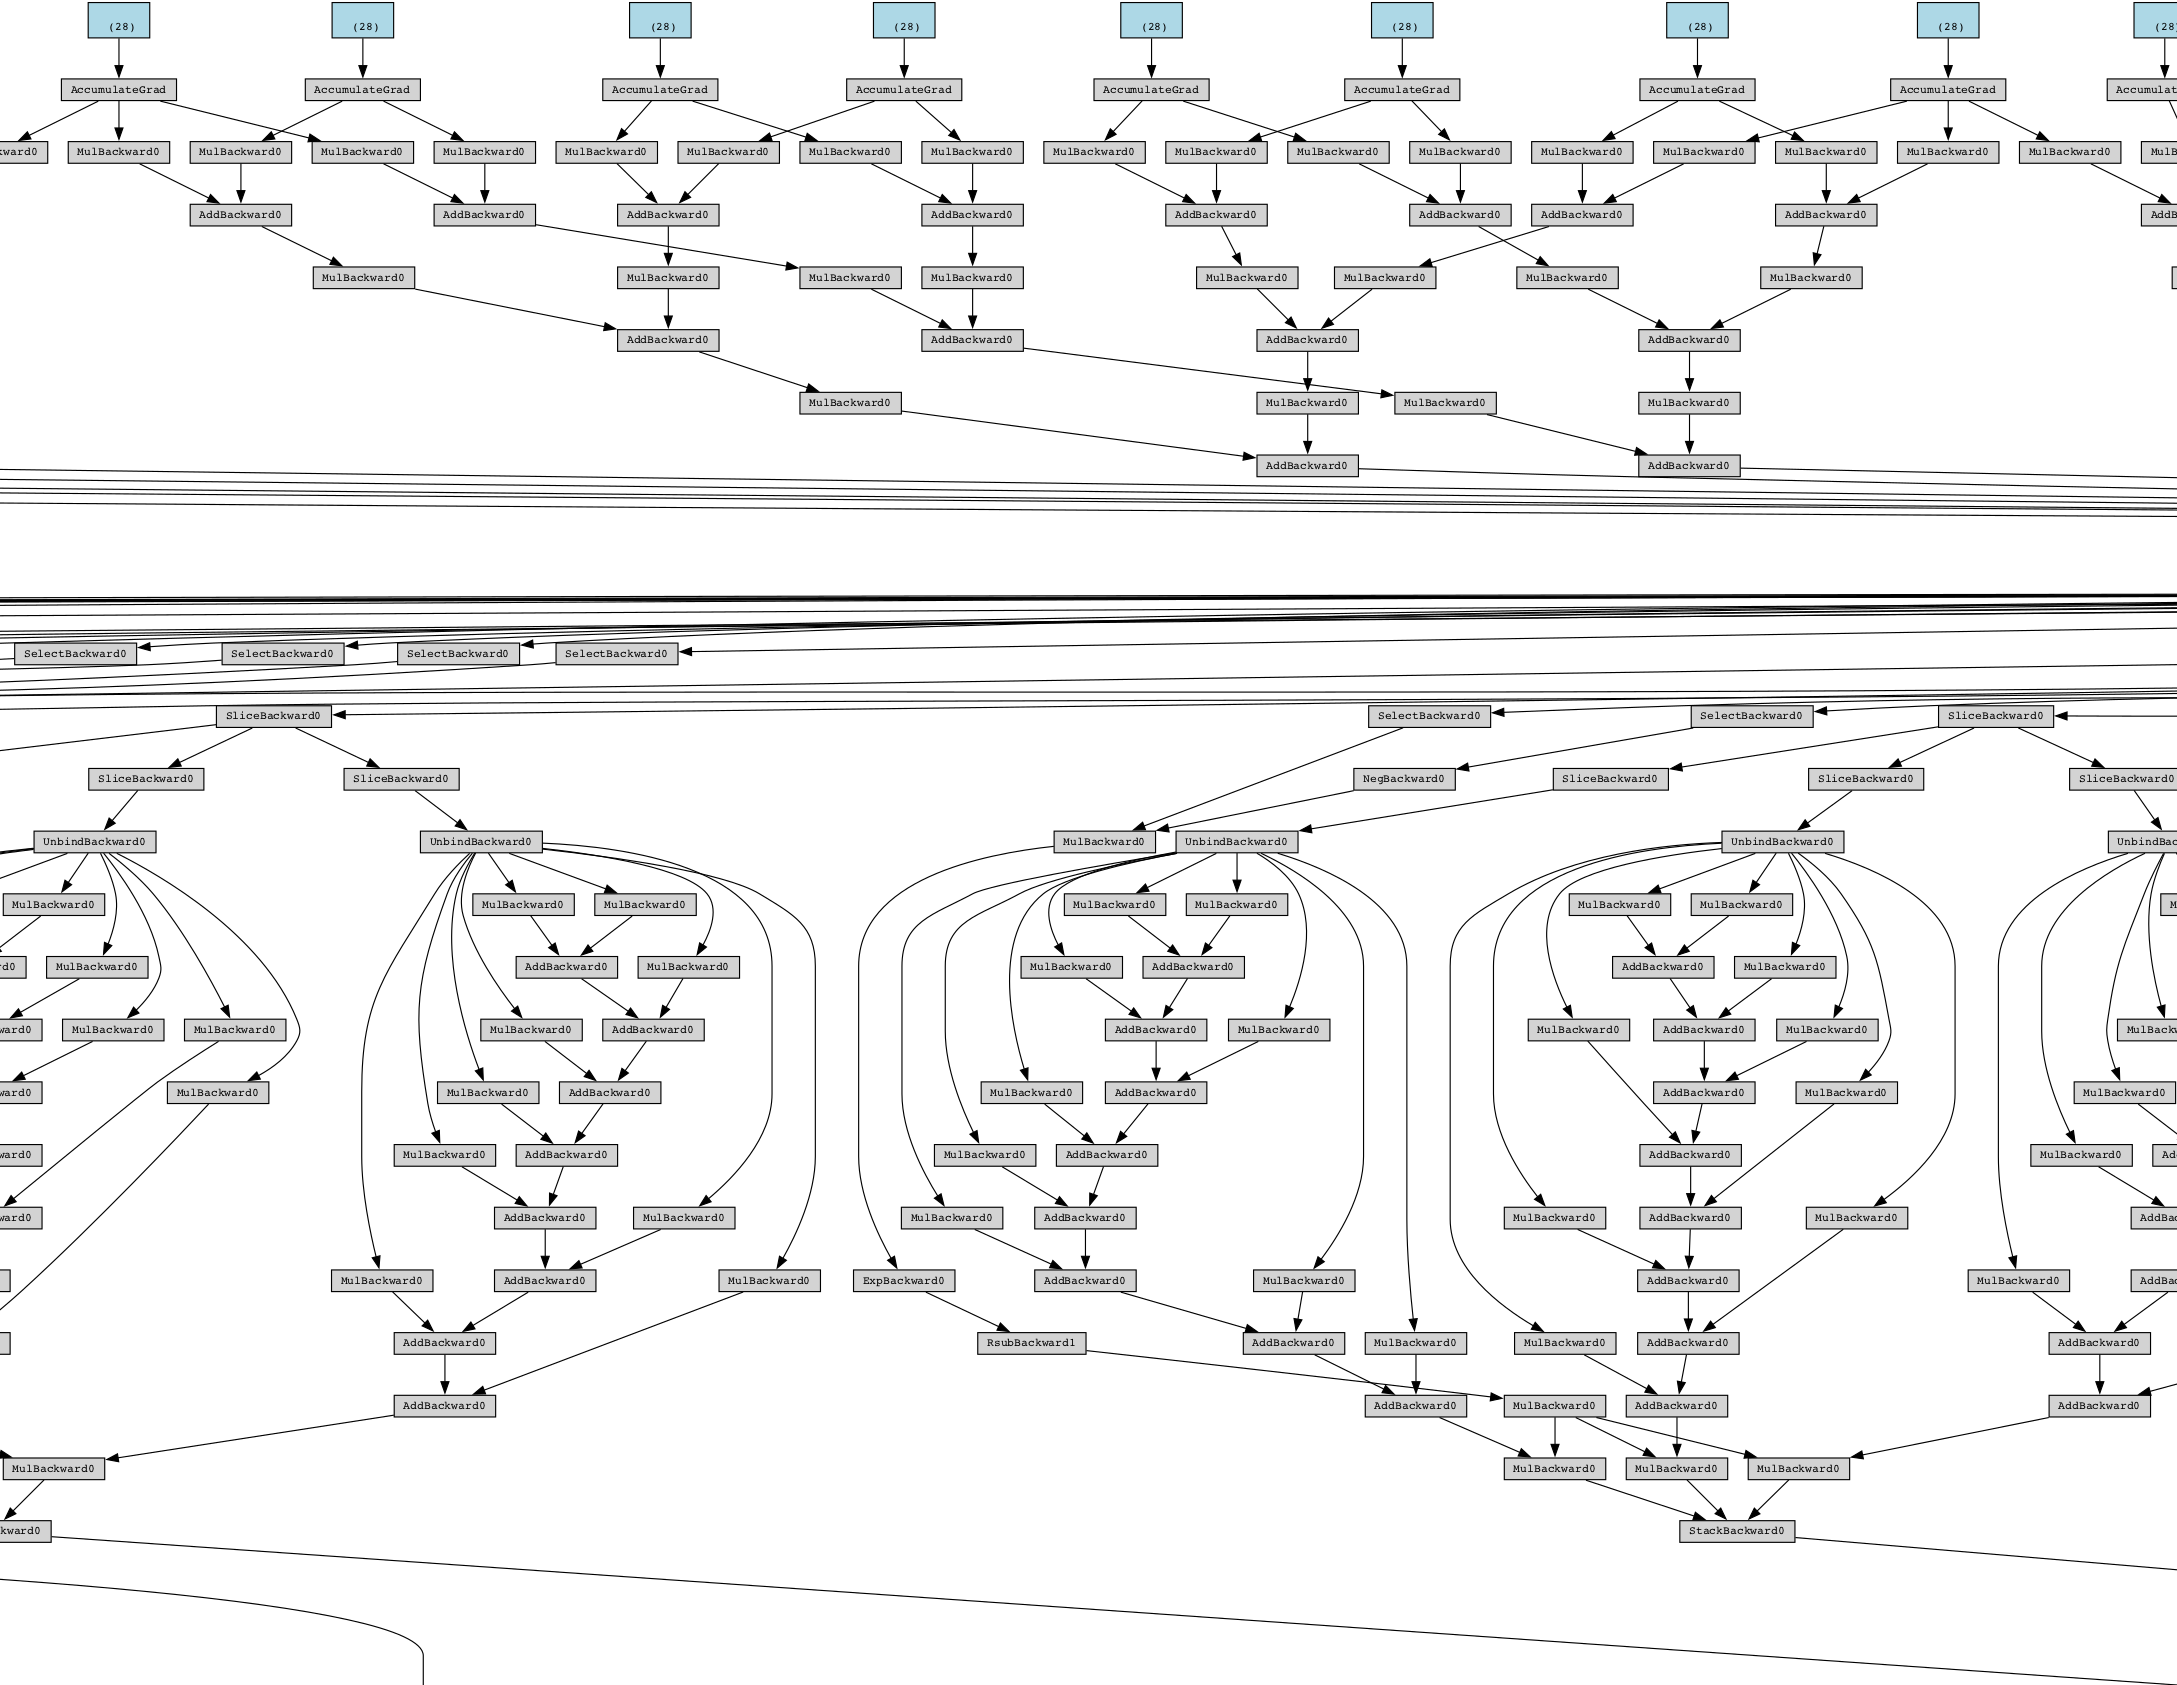 (28) (28) (28) (28) (28) (28) (28) (28) (28
AccumulateGrad AccumulateGrad AccumulateGrad AccumulateGrad AccumulateGrad AccumulateGrad AccumulateGrad AccumulateGrad Accumulat
ward0 MulBackward0 MulBackward0 MulBackward0 MulBackward0 MulBackward0 MulBackward0 MulBackward0 MulBackward0 MulBackward0 MulBackward0 MulBackward0 MulBackward0 MulBackward0 MulBackward0 MulBackward0 MulBackward0 MulBackward0 MulB
AddBackward0 AddBackward0 AddBackward0 AddBackward0 AddBackward0 AddBackward0 AddBackward0 AddBackward0 AddB
MulBackward0 MulBackward0 MulBackward0 MulBackward0 MulBackward0 MulBackward0 MulBackward0 MulBackward0
AddBackward0 AddBackward0 AddBackward0 AddBackward0
MulBackward0 MulBackward0 MulBackward0 MulBackward0
AddBackward0 AddBackward0
SelectBackward0 SelectBackward0 SelectBackward0 SelectBackward0
SliceBackward0 SelectBackward0 SelectBackward0 SliceBackward0
SliceBackward0 SliceBackward0 NegBackward0 SliceBackward0 SliceBackward0 SliceBackward0
UnbindBackward0 UnbindBackward0 MulBackward0 UnbindBackward0 UnbindBackward0 UnbindBac
MulBackward0 MulBackward0 MulBackward0 MulBackward0 MulBackward0 MulBackward0 MulBackward0 M
rd0 MulBackward0 AddBackward0 MulBackward0 MulBackward0 AddBackward0 AddBackward0 MulBackward0
ward0 MulBackward0 MulBackward0 MulBackward0 AddBackward0 AddBackward0 MulBackward0 MulBackward0 AddBackward0 MulBackward0 MulBackw
ward0 MulBackward0 MulBackward0 AddBackward0 MulBackward0 AddBackward0 AddBackward0 MulBackward0 MulBackward0
ward0 MulBackward0 AddBackward0 MulBackward0 AddBackward0 AddBackward0 MulBackward0 Ad
ward0 AddBackward0 MulBackward0 MulBackward0 AddBackward0 MulBackward0 AddBackward0 MulBackward0 AddBac
MulBackward0 AddBackward0 MulBackward0 ExpBackward0 AddBackward0 MulBackward0 AddBackward0 MulBackward0 AddBac
AddBackward0 RsubBackward1 AddBackward0 MulBackward0 MulBackward0 AddBackward0 AddBackward0
AddBackward0 AddBackward0 MulBackward0 AddBackward0 AddBackward0
MulBackward0 MulBackward0 MulBackward0 MulBackward0
kward0 StackBackward0